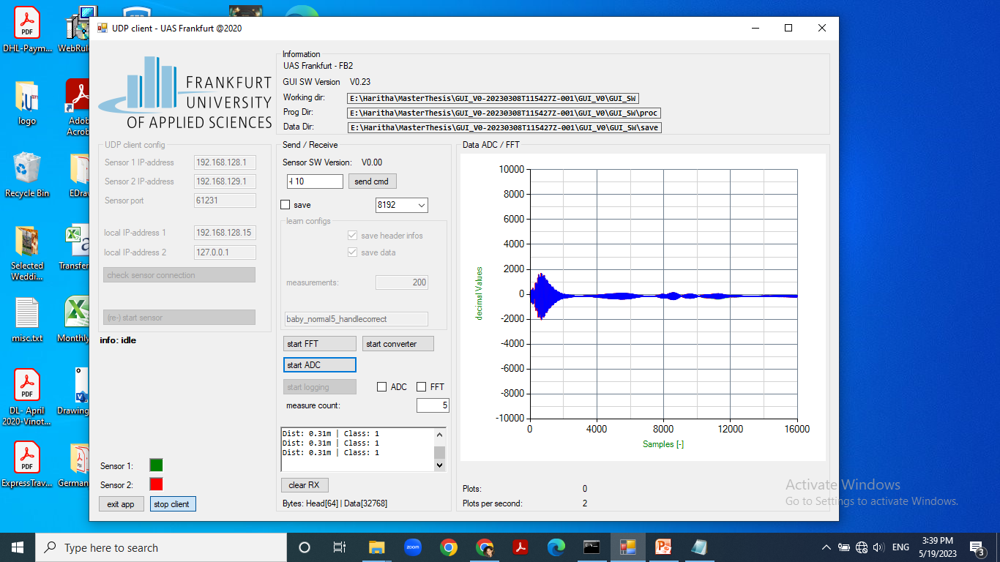 UDP client - UAS Frankfurt @2020
FRANKFURT
UNIVERSITY
OF APPLIED SCIENCES
Information
UAS Frankfurt - FB2
GUI SW Version V0.23
Working dir: E:\Haritha\MasterThesis\GUI_V0-20230308T115427Z-001\GUI_V0\GUI_SW
Prog Dir: E:\Haritha\MasterThesis\GUI_V0-20230308T115427Z-001\GUI_V0\GUI_SW\proc
Data Dir: E:\Haritha\MasterThesis\GUI_V0-20230308T115427Z-001\GUI_V0\GUI_SW\save
UDP client config
Sensor 1 IP-address 192.168.128.1
Sensor 2 IP-address 192.168.129.1
Sensor port 61231
local IP-address 1 192.168.128.15
local IP-address 2 127.0.0.1
check sensor connection
(re-) start sensor
info: idle
Sensor 1:
Sensor 2:
exit app stop client
Send / Receive
Sensor SW Version: V0.00
10 send cmd
save 8192
learn configs
save header infos
save data
measurements: 200
baby_normal5_handlecorrect
start FFT start converter
start ADC
start logging ADC FFT
measure count: 5
Dist: 0.31m | Class: 1
Dist: 0.31m | Class: 1
Dist: 0.31m | Class: 1
clear RX
Bytes: Head[64] | Data[32768]
Data ADC / FFT
10000
8000
6000
4000
2000
0
-2000
-4000
-6000
-8000
-10000
decimal Values
0 4000 8000 12000 16000
Samples [-]
Plots: 0
Plots per second: 2
Activate Windows
Go to Settings to activate Windows.
DHL-Paym...
logo
Adob
Acrob
Recycle Bin
EDra
Selected
Weddi...
Transfer
misc.txt
Monthly
DL- April
2020-Vinot...
Drawing
ExpressTrav...
German
Type here to search
zoom
ENG
3:39 PM
5/19/2023
3